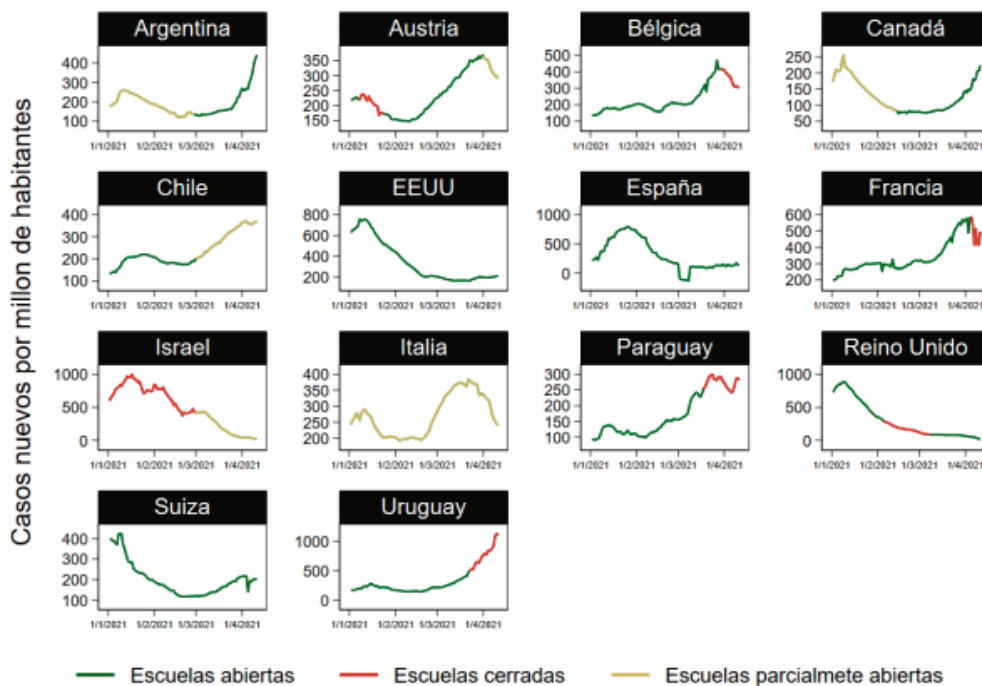 Casos nuevos por millon de habitantes
Argentina
400
300
200
100
1/1/2021 1/2/2021 1/3/2021 1/4/2021
Austria
350
300
250
200
150
1/1/2021 1/2/2021 1/3/2021 1/4/2021
Bélgica
500
400
300
200
100
1/1/2021 1/2/2021 1/3/2021 1/4/2021
Canadá
250
200
150
100
50
1/1/2021 1/2/2021 1/3/2021 1/4/2021
Chile
400
300
200
100
1/1/2021 1/2/2021 1/3/2021 1/4/2021
EEUU
800
600
400
200
1/1/2021 1/2/2021 1/3/2021 1/4/2021
España
1000
500
0
1/1/2021 1/2/2021 1/3/2021 1/4/2021
Francia
600
500
400
300
200
1/1/2021 1/2/2021 1/3/2021 1/4/2021
Israel
1000
500
0
1/1/2021 1/2/2021 1/3/2021 1/4/2021
Italia
400
350
300
250
200
1/1/2021 1/2/2021 1/3/2021 1/4/2021
Paraguay
300
250
200
150
100
1/1/2021 1/2/2021 1/3/2021 1/4/2021
Reino Unido
1000
500
0
1/1/2021 1/2/2021 1/3/2021 1/4/2021
Suiza
400
300
200
100
1/1/2021 1/2/2021 1/3/2021 1/4/2021
Uruguay
1000
500
0
1/1/2021 1/2/2021 1/3/2021 1/4/2021
Escuelas abiertas Escuelas cerradas Escuelas parcialmete abiertas